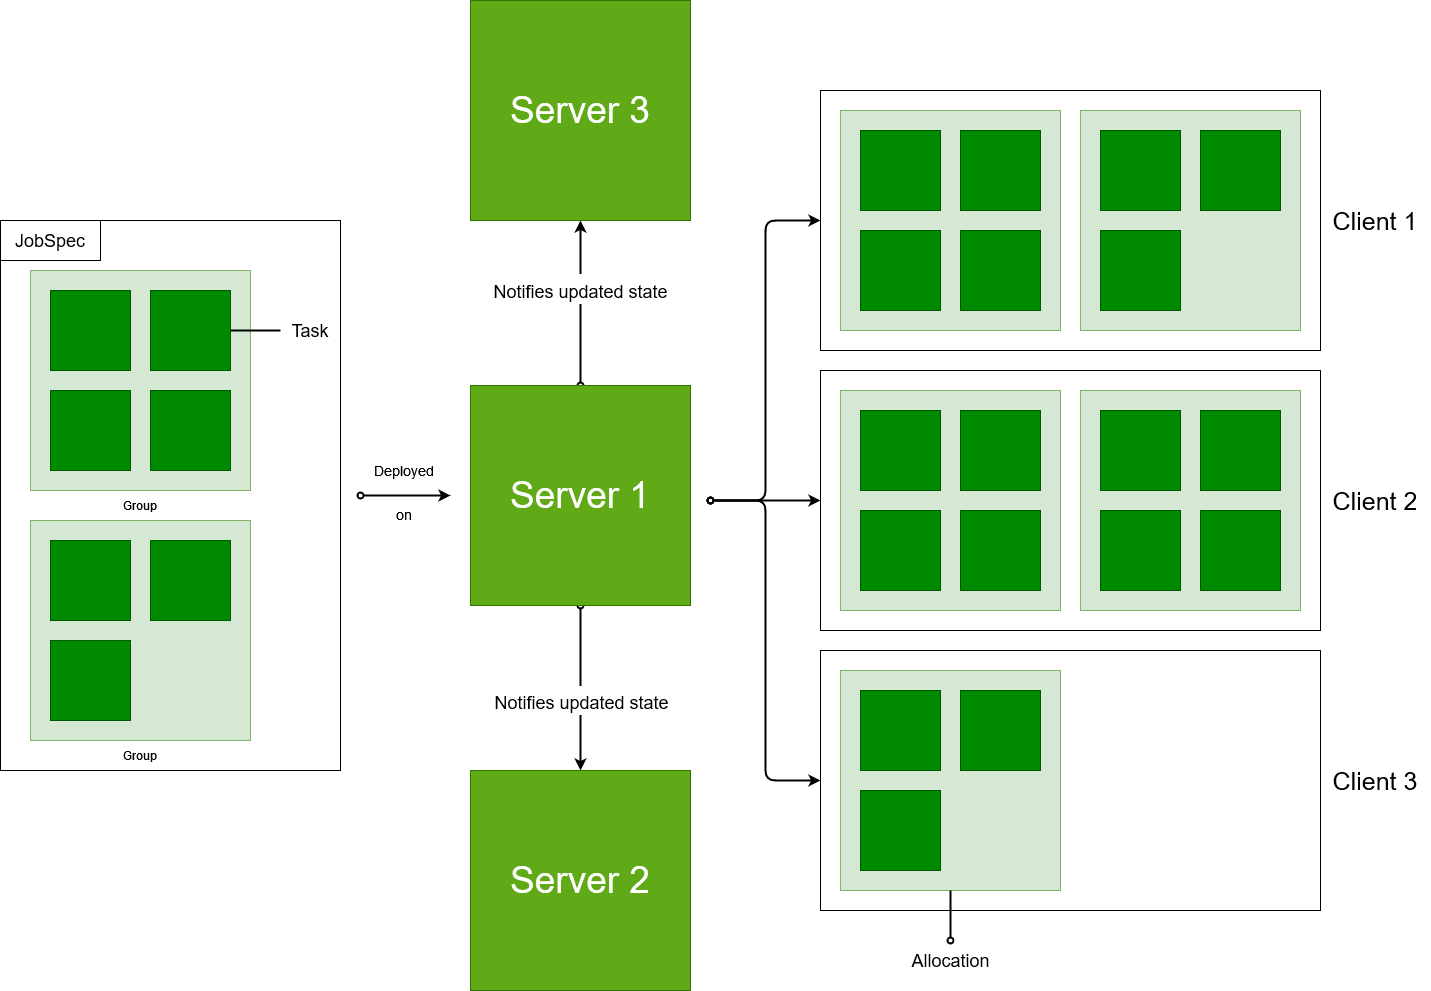 JobSpec
Task
Group
Group
Deployed
on
Server 3
Notifies updated state
Server 1
Notifies updated state
Server 2
Client 1
Client 2
Client 3
Allocation